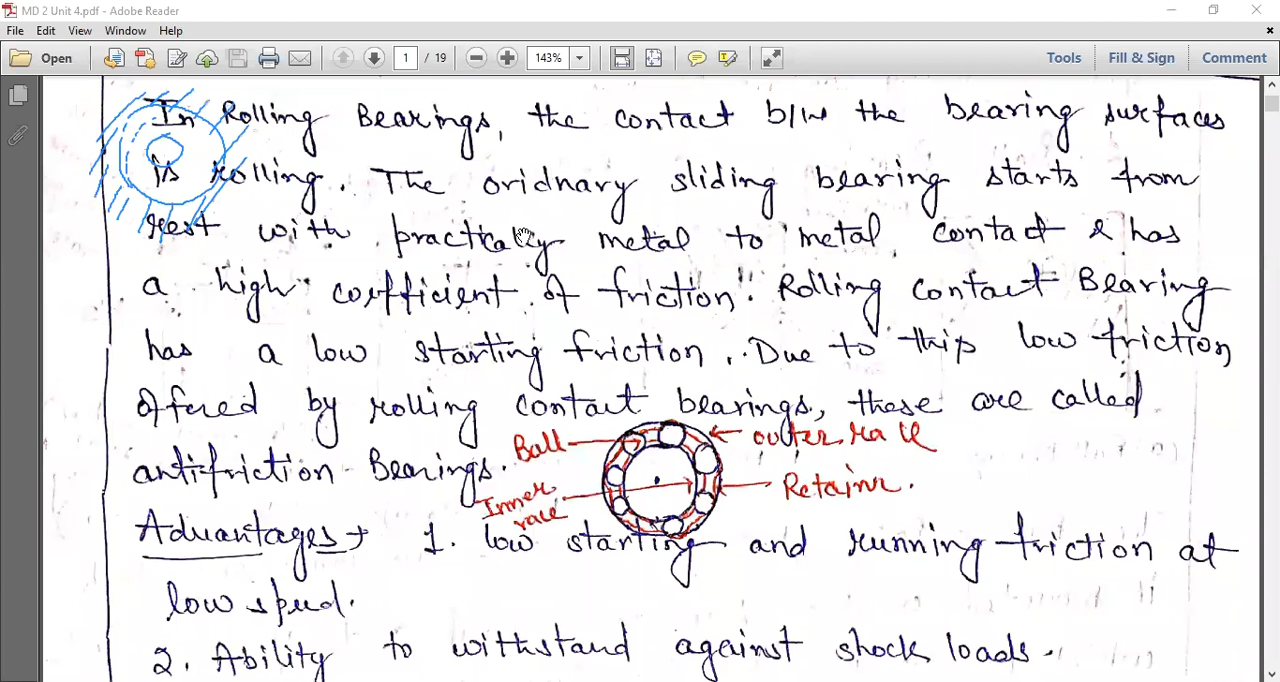 MD 2 Unit 4.pdf - Adobe Reader
File Edit View Window Help
Open 1 / 19 143% Tools Fill & Sign Comment
In Rolling Bearings, the contact b/w the bearing surfaces
is rolling. The oridnary sliding bearing starts from
rest with practically metal to metal contact & has
a high coefficient of friction. Rolling contact Bearing
has a low starting friction. Due to this low friction
offered by rolling contact bearings, these are called
antifriction Bearings.
Ball
outer race
Inner
race
Retainr.
Advantages → 1. low starting and running friction at
low speed.
2. Ability to withstand against shock loads.